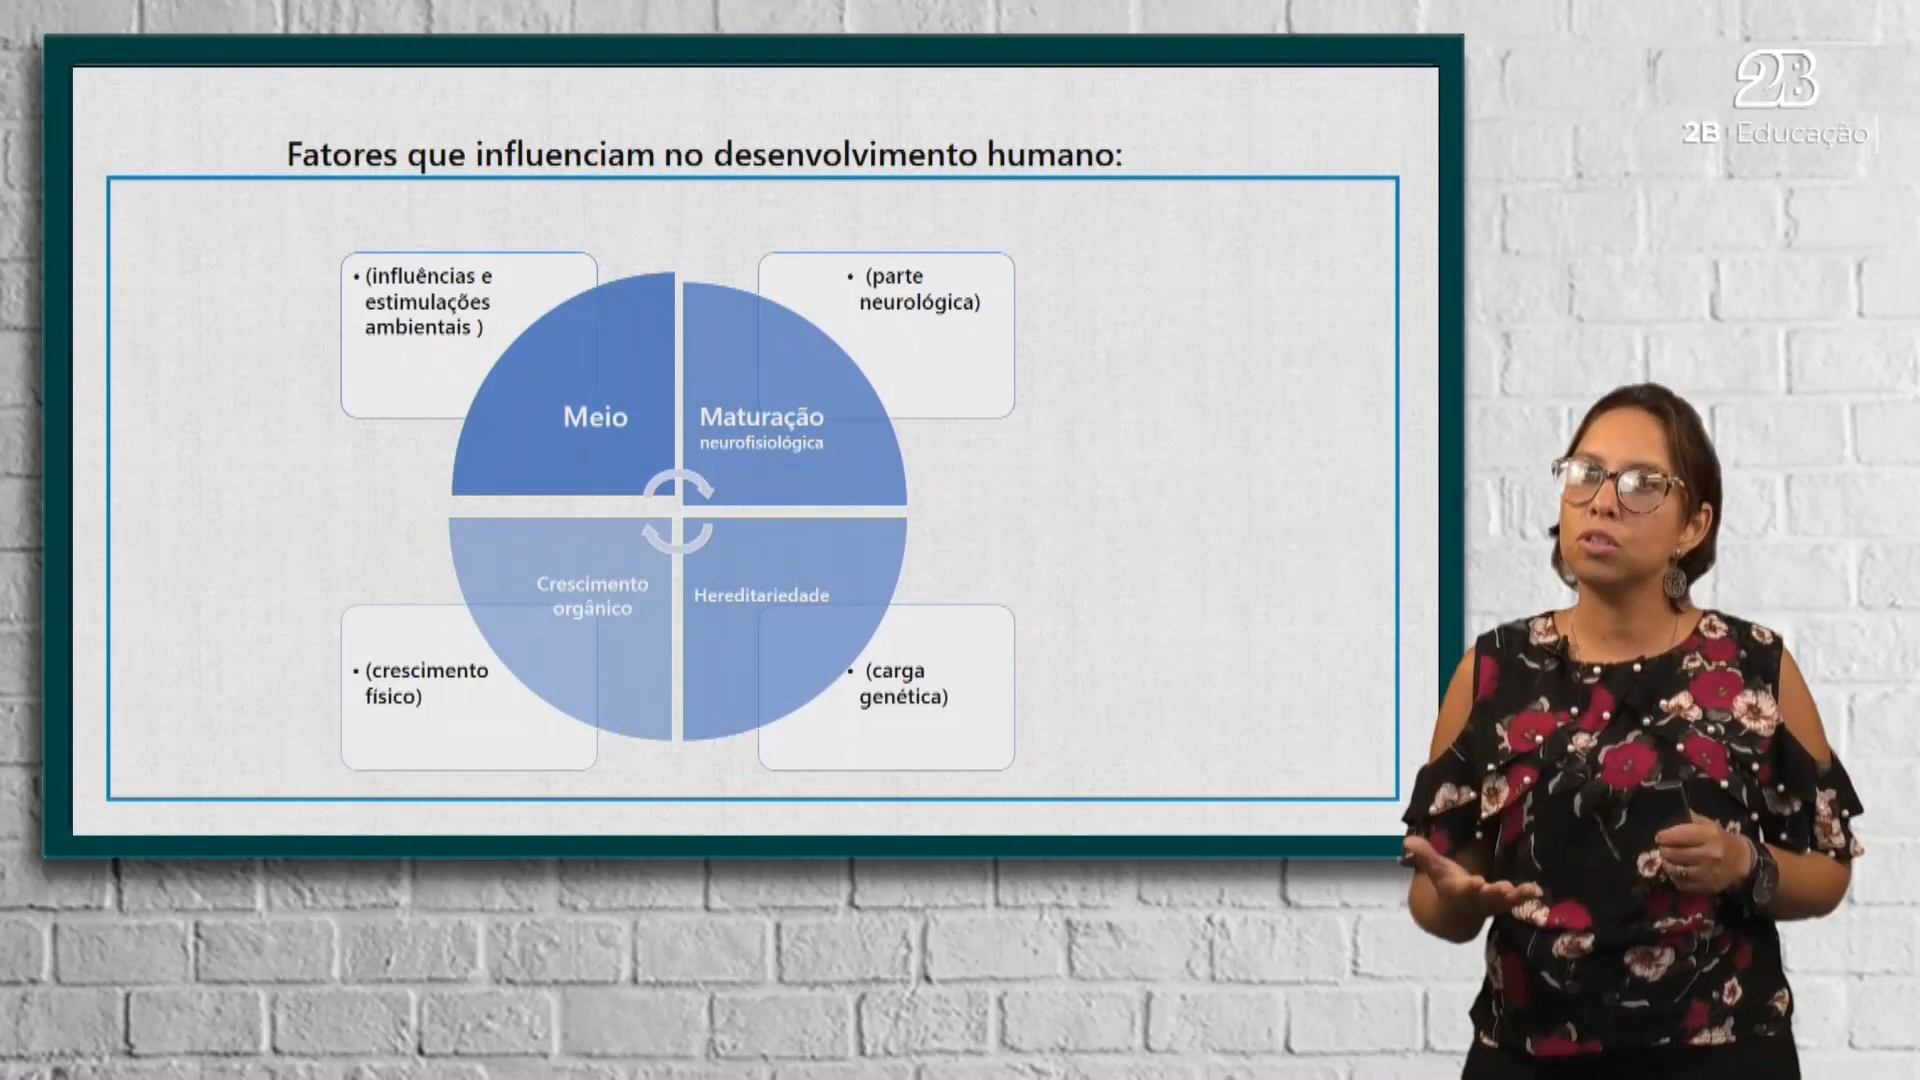 2B
2B Educação
Fatores que influenciam no desenvolvimento humano:
• (influências e
estimulações
ambientais )
• (parte
neurológica)
Meio
Maturação
neurofisiológica
Crescimento
orgânico
Hereditariedade
• (crescimento
físico)
• (carga
genética)